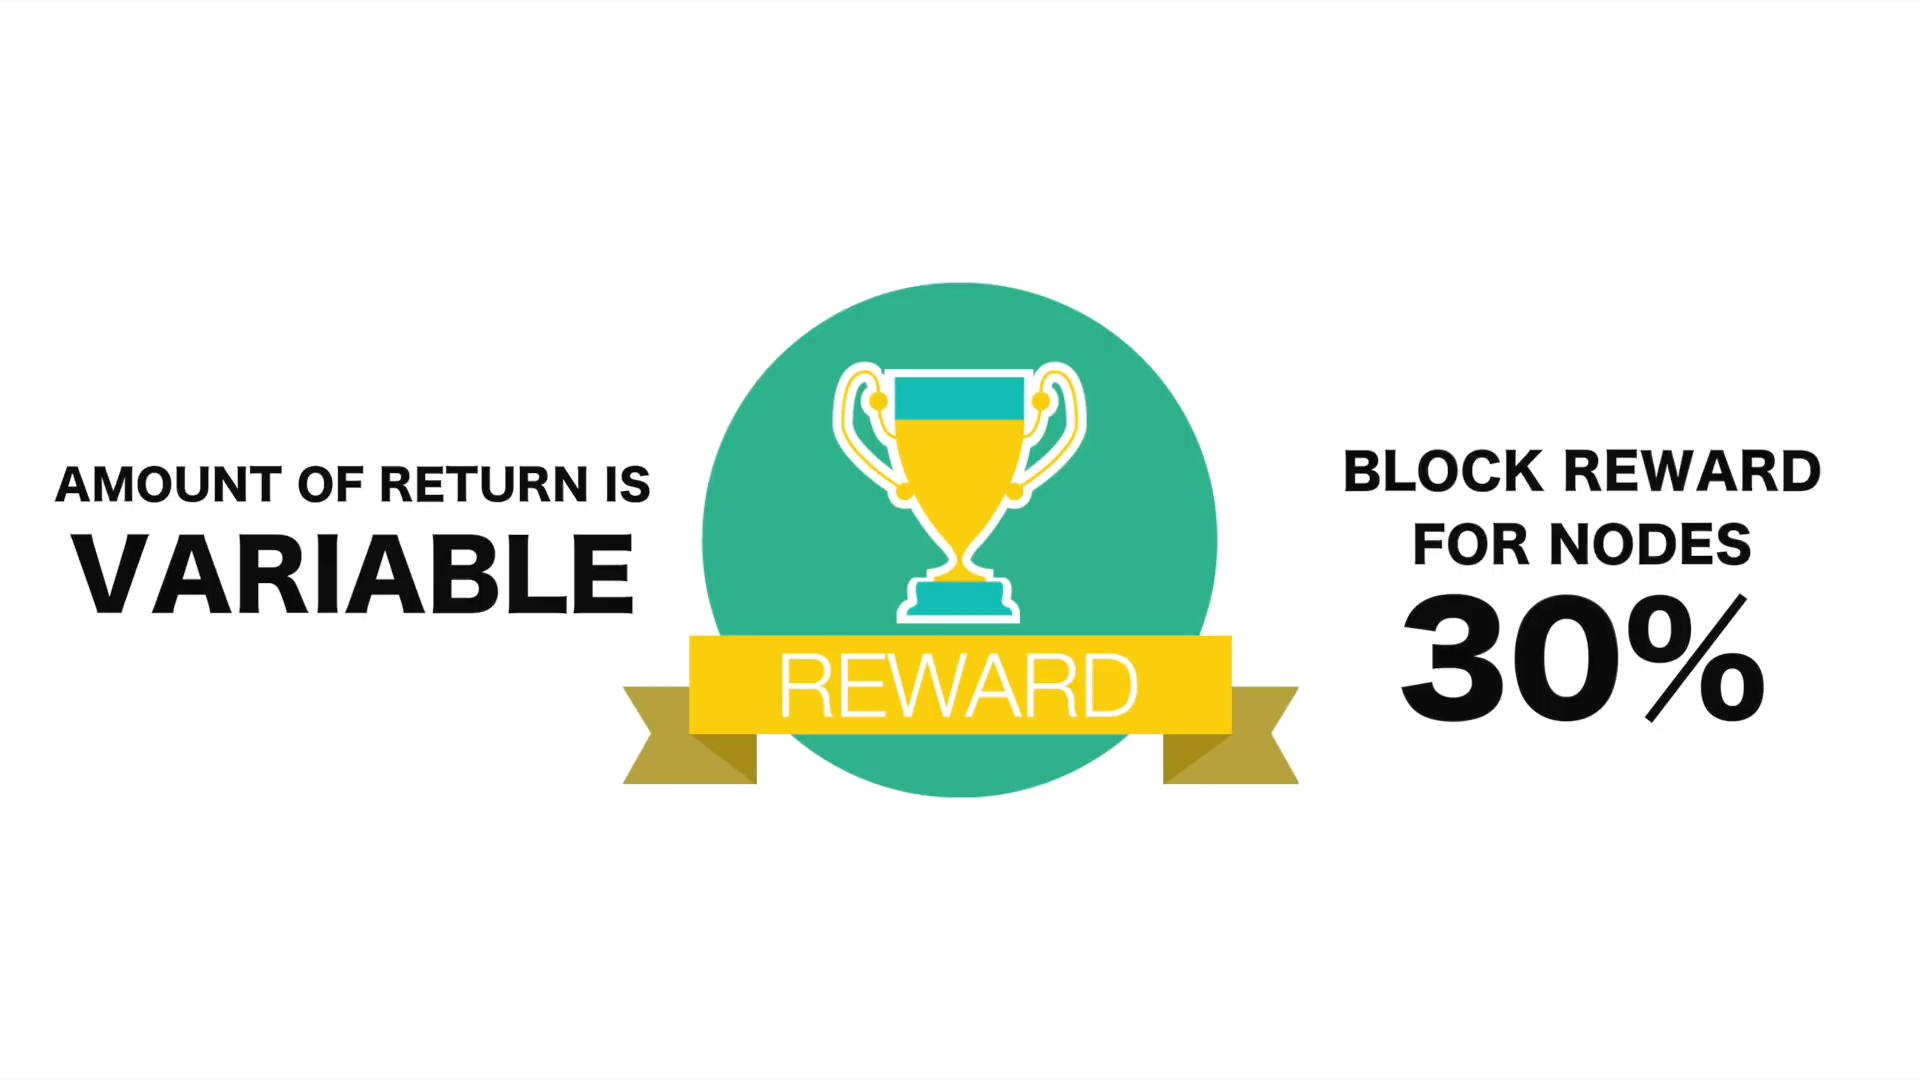 AMOUNT OF RETURN IS
VARIABLE
REWARD
BLOCK REWARD
FOR NODES
30%